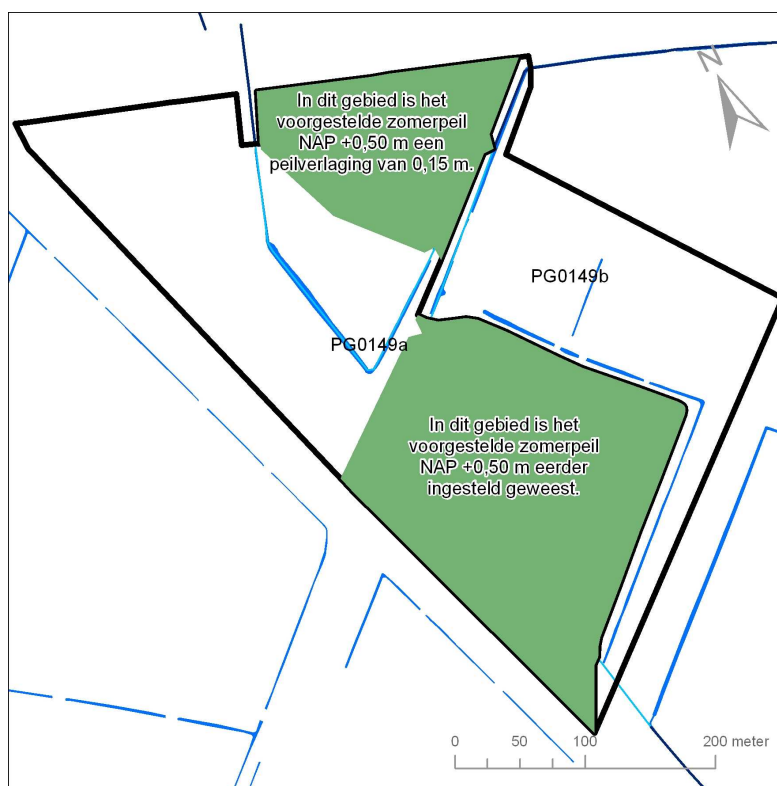 N
In dit gebied is het
voorgestelde zomerpeil
NAP +0,50 m een
peilverlaging van 0,15 m.
PG0149b
PG0149a
In dit gebied is het
voorgestelde zomerpeil
NAP +0,50 m eerder
ingesteld geweest.
0 50 100 200 meter